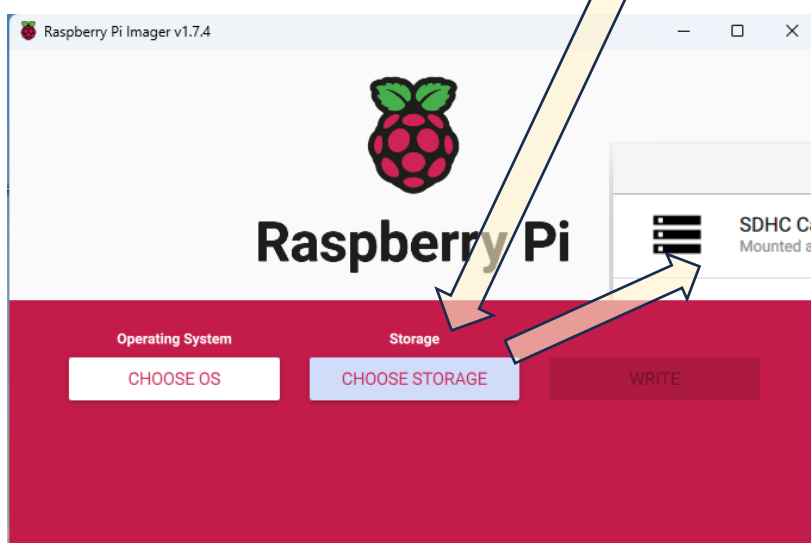 Raspberry Pi Imager v1.7.4
Raspberry Pi
SDHC
Mounted
Operating System
Storage
CHOOSE OS
CHOOSE STORAGE
WRITE